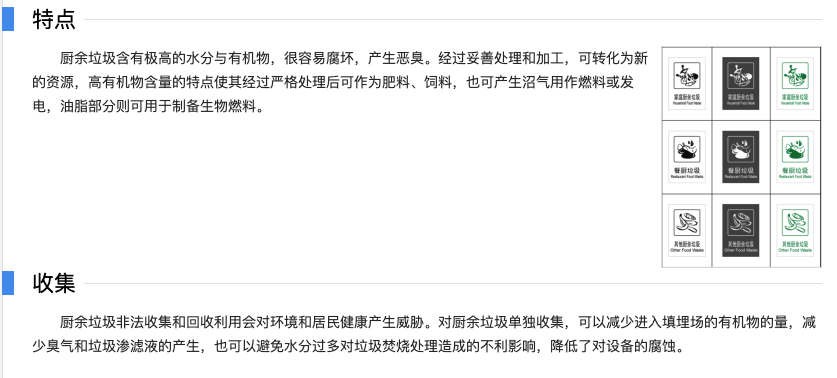 特点
厨余垃圾含有极高的水分与有机物，很容易腐坏，产生恶臭。经过妥善处理和加工，可转化为新
的资源，高有机物含量的特点使其经过严格处理后可作为肥料、饲料，也可产生沼气用作燃料或发
电，油脂部分则可用于制备生物燃料。
家庭厨余垃圾 家庭厨余垃圾 家庭厨余垃圾
Household Food Waste Household Food Waste Household Food Waste
餐厨垃圾 餐厨垃圾 餐厨垃圾
Restaurant Food Waste Restaurant Food Waste Restaurant Food Waste
其他厨余垃圾 其他厨余垃圾 其他厨余垃圾
Other Food Waste Other Food Waste Other Food Waste
收集
厨余垃圾非法收集和回收利用会对环境和居民健康产生威胁。对厨余垃圾单独收集，可以减少进入填埋场的有机物的量，减
少臭气和垃圾渗滤液的产生，也可以避免水分过多对垃圾焚烧处理造成的不利影响，降低了对设备的腐蚀。